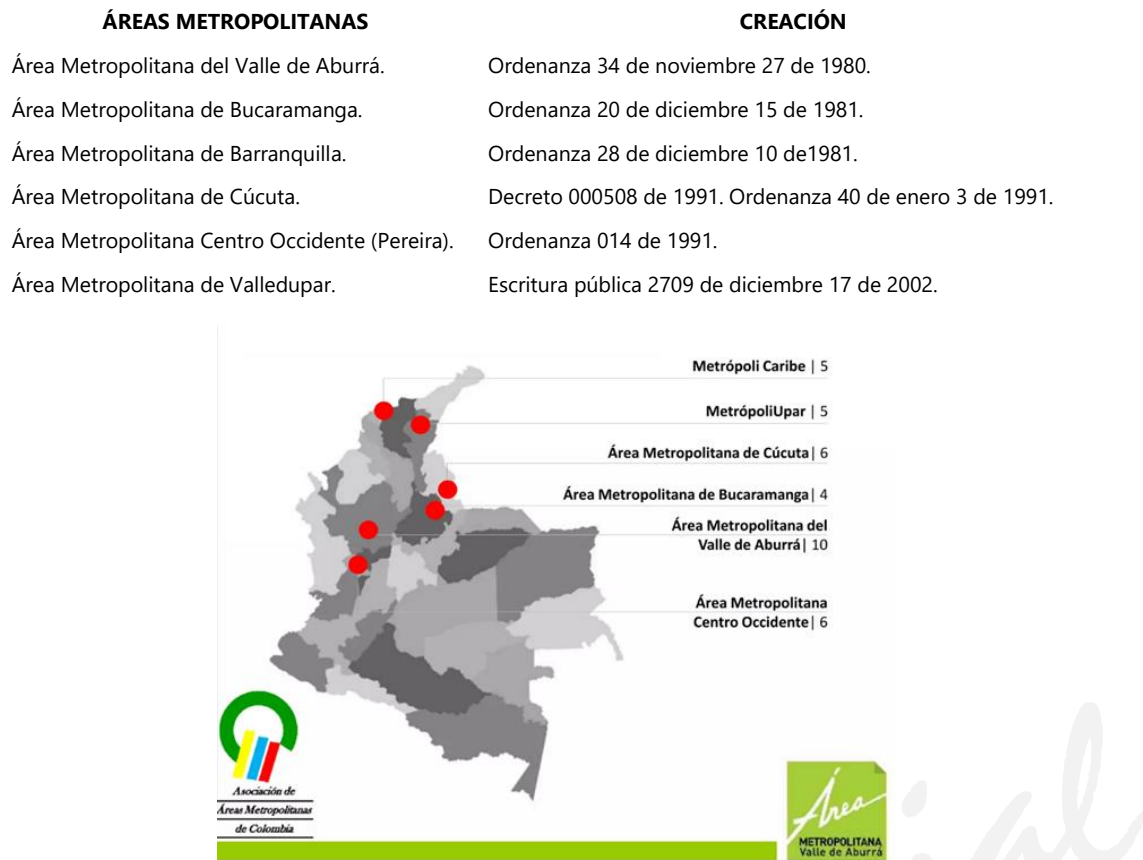 ÁREAS METROPOLITANAS CREACIÓN
Área Metropolitana del Valle de Aburrá. Ordenanza 34 de noviembre 27 de 1980.
Área Metropolitana de Bucaramanga. Ordenanza 20 de diciembre 15 de 1981.
Área Metropolitana de Barranquilla. Ordenanza 28 de diciembre 10 de1981.
Área Metropolitana de Cúcuta. Decreto 000508 de 1991. Ordenanza 40 de enero 3 de 1991.
Área Metropolitana Centro Occidente (Pereira). Ordenanza 014 de 1991.
Área Metropolitana de Valledupar. Escritura pública 2709 de diciembre 17 de 2002.
Metrópoli Caribe | 5
MetrópoliUpar | 5
Área Metropolitana de Cúcuta| 6
Área Metropolitana de Bucaramanga| 4
Área Metropolitana del
Valle de Aburrá| 10
Área Metropolitana
Centro Occidente| 6
Asociación de
Áreas Metropolitanas
de Colombia
Área
METROPOLITANA
Valle de Aburrá